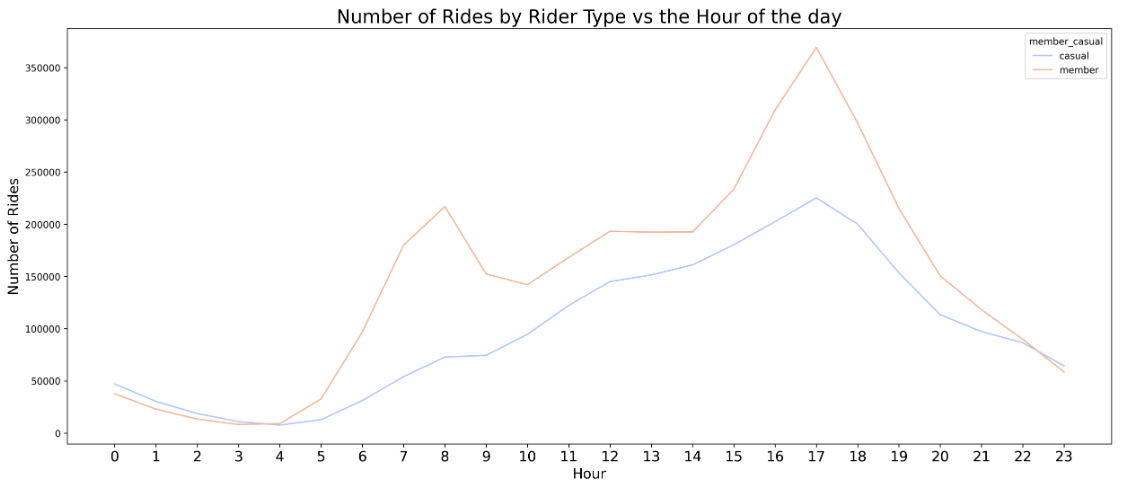 Number of Rides by Rider Type vs the Hour of the day
member_casual
casual
member
Number of Rides
350000
300000
250000
200000
150000
100000
50000
0
0 1 2 3 4 5 6 7 8 9 10 11 12 13 14 15 16 17 18 19 20 21 22 23
Hour